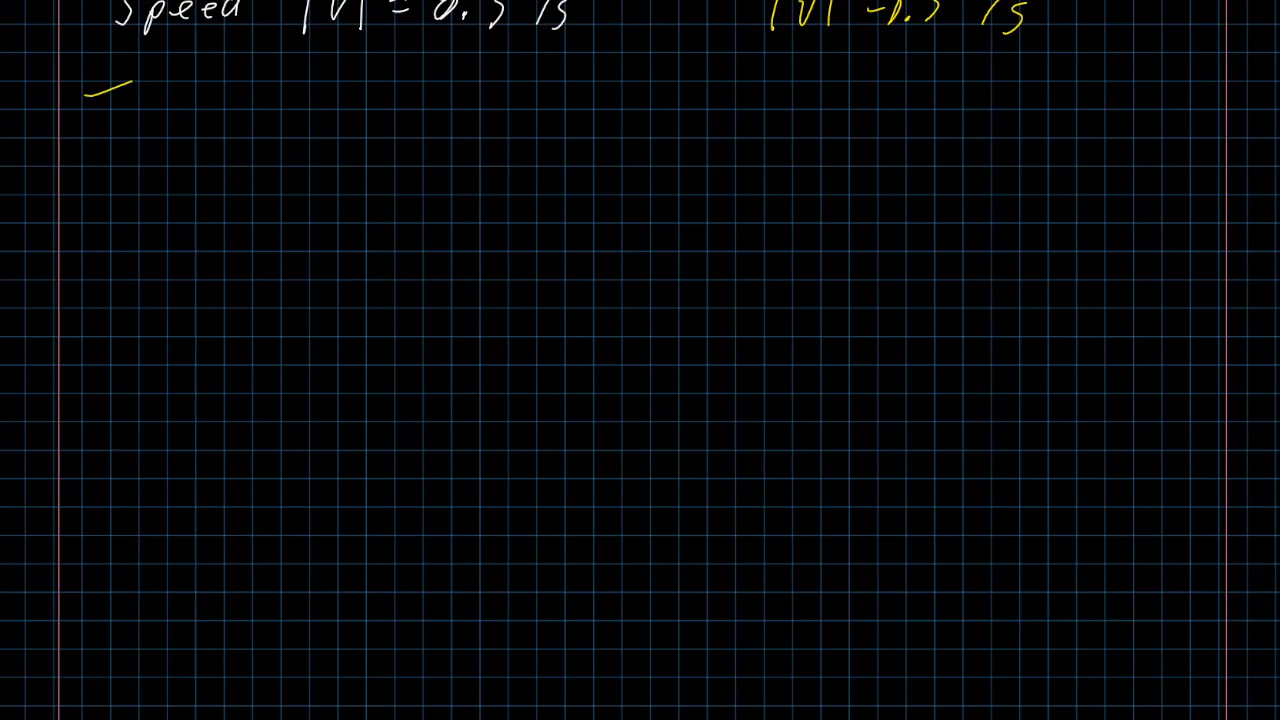 Speed |v| = 0.5 /s |v| = 0.5 /s